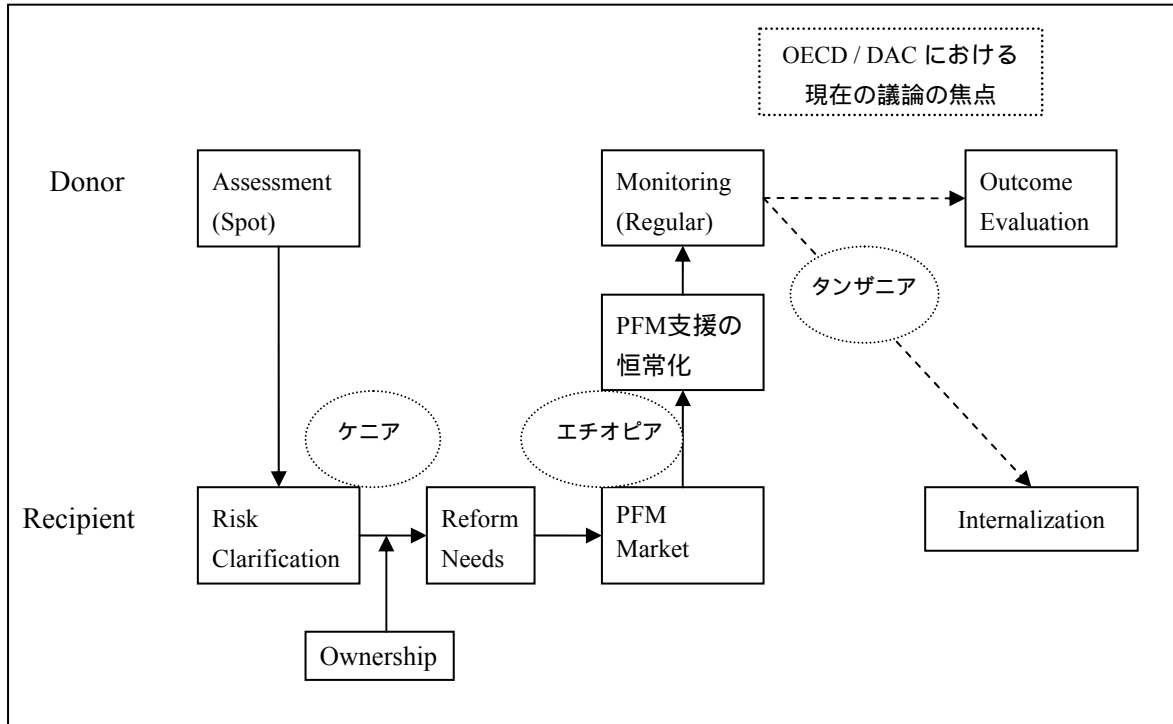 OECD / DAC における
現在の議論の焦点
Donor
Assessment
(Spot)
Monitoring
(Regular)
Outcome
Evaluation
タンザニア
PFM支援の
恒常化
ケニア
エチオピア
Recipient
Risk
Clarification
Reform
Needs
PFM
Market
Internalization
Ownership